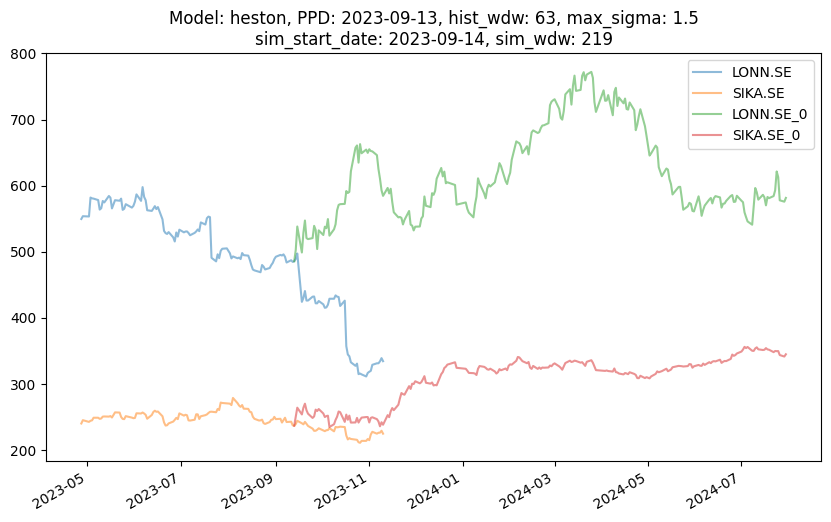 Model: heston, PPD: 2023-09-13, hist_wdw: 63, max_sigma: 1.5
sim_start_date: 2023-09-14, sim_wdw: 219
800
700
600
500
400
300
200
LONN.SE
SIKA.SE
LONN.SE_0
SIKA.SE_0
2023-05
2023-07
2023-09
2023-11
2024-01
2024-03
2024-05
2024-07